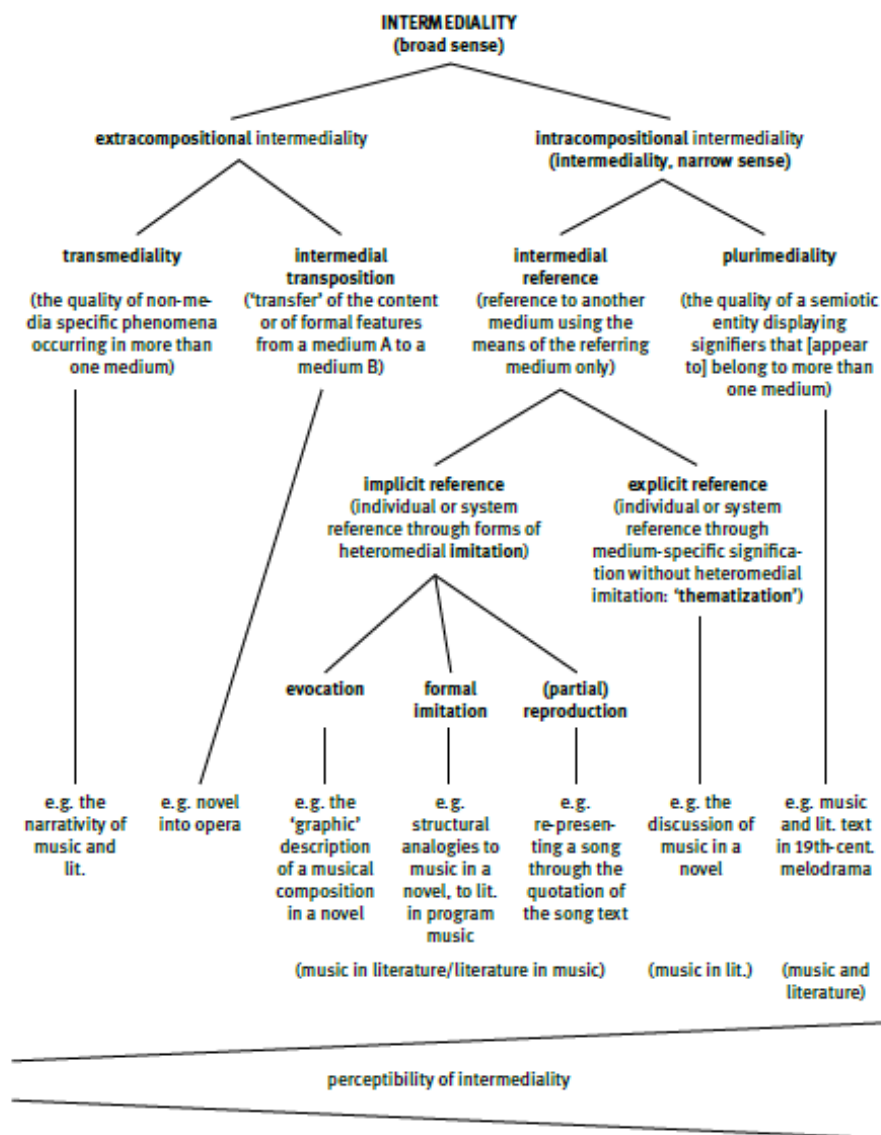 INTERMEDIALITY
(broad sense)
extracompositional intermediality
intracompositional intermediality
(intermediality, narrow sense)
transmediality
(the quality of non-me-
dia specific phenomena
occurring in more than
one medium)
intermedial
transposition
(‘transfer’ of the content
or of formal features
from a medium A to a
medium B)
intermedial
reference
(reference to another
medium using the
means of the referring
medium only)
plurimediality
(the quality of a semiotic
entity displaying
signifiers that [appear
to] belong to more than
one medium)
implicit reference
(individual or system
reference through forms of
heteromedial imitation)
explicit reference
(individual or system
reference through
medium-specific significa-
tion without heteromedial
imitation: ‘thematization’)
evocation
formal
imitation
(partial)
reproduction
e.g. the
narrativity of
music and
lit.
e.g. novel
into opera
e.g. the
‘graphic’
description
of a musical
composition
in a novel
e.g.
structural
analogies to
music in a
novel, to lit.
in program
music
e.g.
re-presen-
ting a song
through the
quotation of
the song text
e.g. the
discussion of
music in a
novel
e.g. music
and lit. text
in 19th-cent.
melodrama
(music in literature/literature in music)
(music in lit.)
(music and
literature)
perceptibility of intermediality